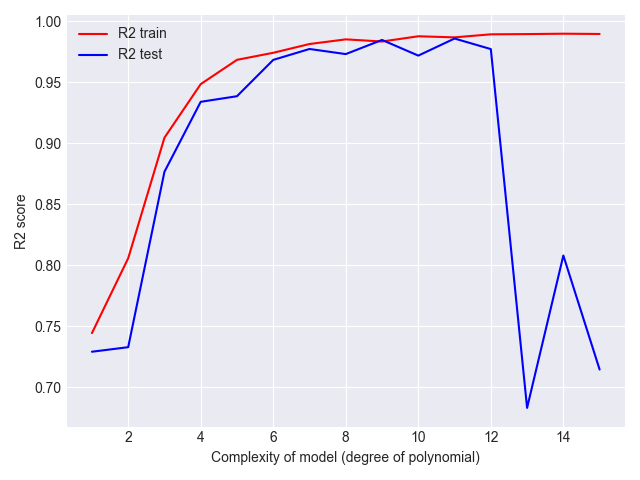 R2 train
R2 test
1.00
0.95
0.90
0.85
0.80
0.75
0.70
R2 score
2 4 6 8 10 12 14
Complexity of model (degree of polynomial)